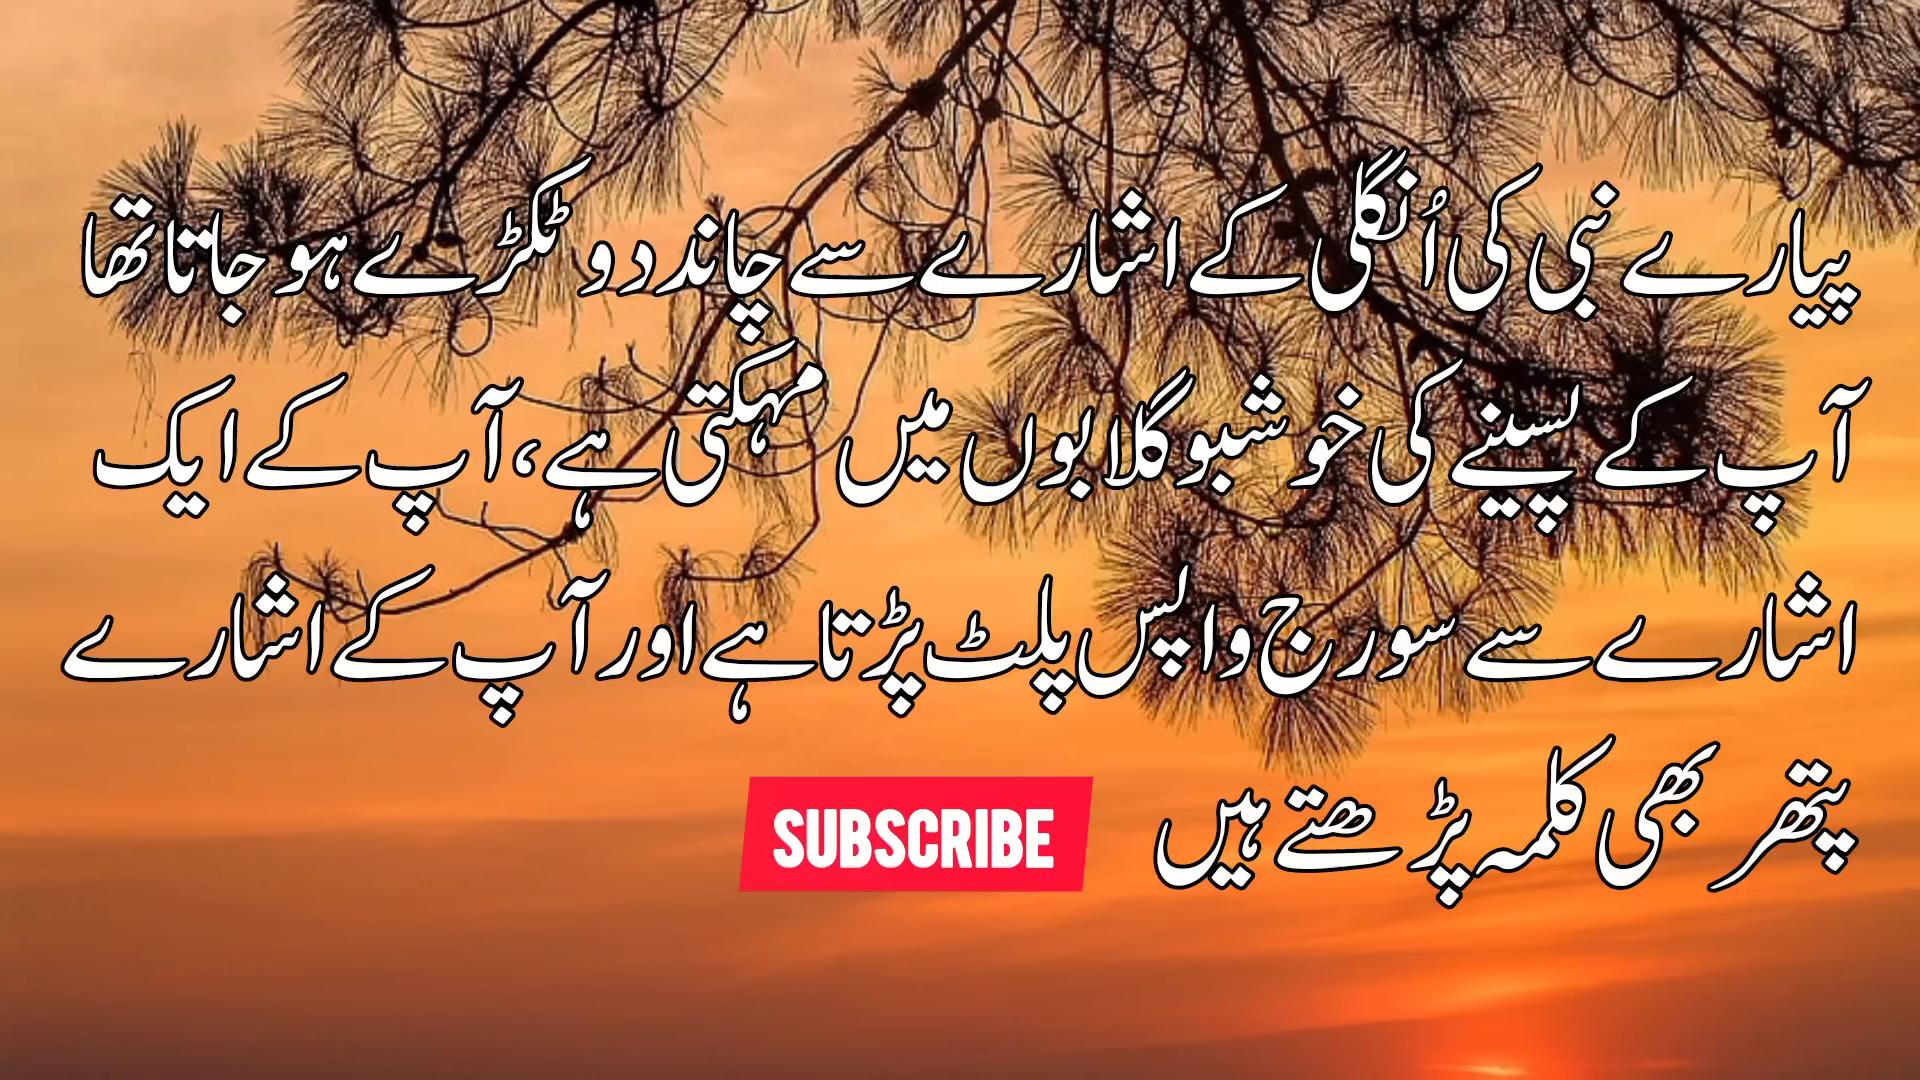 پیارے نبی کی اُنگلی کے اشارے سے چاند دو ٹکڑے ہو جاتا تھا
آپ کے پسینے کی خوشبو گلابوں میں مہکتی ہے، آپ کے ایک
اشارے سے سورج واپس پلٹ پڑتا ہے اور آپ کے اشارے
پتھر بھی کلمہ پڑھتے ہیں
SUBSCRIBE